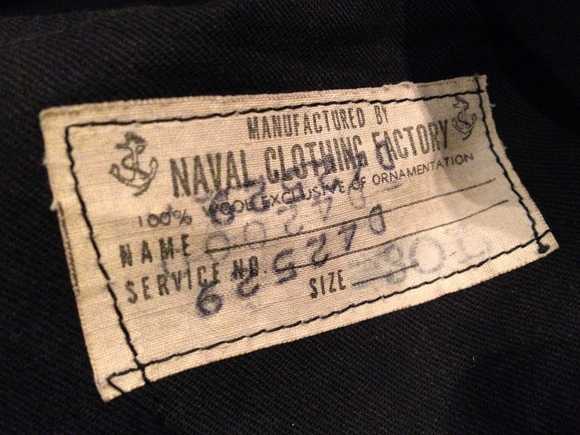 MANUFACTURED BY
NAVAL CLOTHING FACTORY
100% WOOL EXCLUSIVE OF ORNAMENTATION
NAME
SERVICE NO.
SIZE